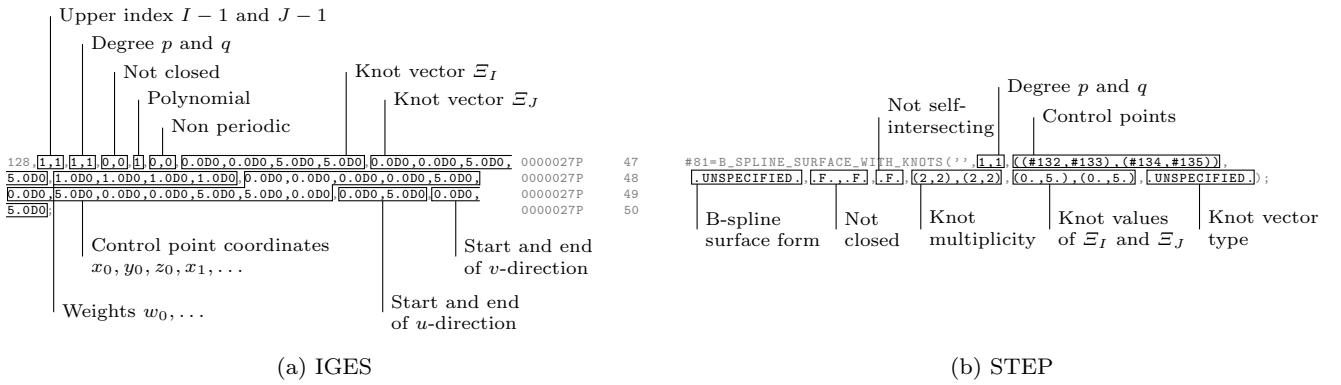 Upper index I − 1 and J − 1
Degree p and q
Not closed
Polynomial
Non periodic
Knot vector Ξ_I
Knot vector Ξ_J
128,1,1,1,1,0,0,1,0,0,0.0D0,0.0D0,5.0D0,5.0D0,0.0D0,0.0D0,5.0D0, 0000027P 47
5.0D0,1.0D0,1.0D0,1.0D0,1.0D0,0.0D0,0.0D0,0.0D0,0.0D0,5.0D0, 0000027P 48
0.0D0,5.0D0,0.0D0,0.0D0,5.0D0,5.0D0,0.0D0,0.0D0,5.0D0,0.0D0, 0000027P 49
5.0D0; 0000027P 50
Control point coordinates
x0, y0, z0, x1, . . .
Start and end
of v-direction
Weights w0, . . .
Start and end
of u-direction
(a) IGES
Degree p and q
Not self-
intersecting
Control points
#81=B_SPLINE_SURFACE_WITH_KNOTS('',1,1,((#132,#133),(#134,#135)),
.UNSPECIFIED.,.F.,.F.,.F.,(2,2),(2,2),(0.,5.),(0.,5.),.UNSPECIFIED.);
B-spline
surface form
Not
closed
Knot
multiplicity
Knot values
of Ξ_I and Ξ_J
Knot vector
type
(b) STEP